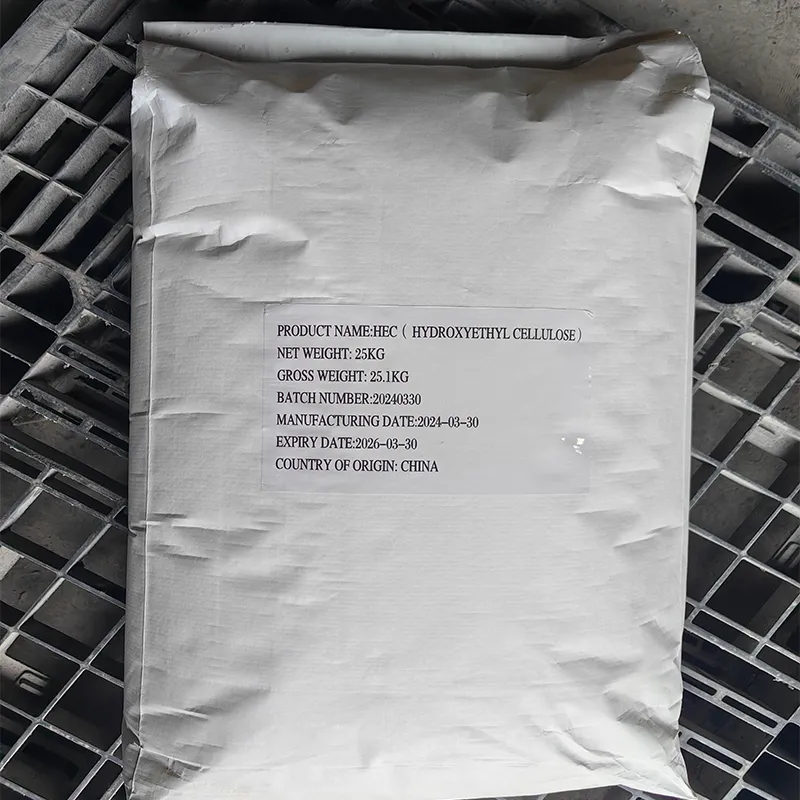 PRODUCT NAME:HEC ( HYDROXYETHYL CELLULOSE)
NET WEIGHT: 25KG
GROSS WEIGHT: 25.1KG
BATCH NUMBER:20240330
MANUFACTURING DATE:2024-03-30
EXPIRY DATE:2026-03-30
COUNTRY OF ORIGIN: CHINA